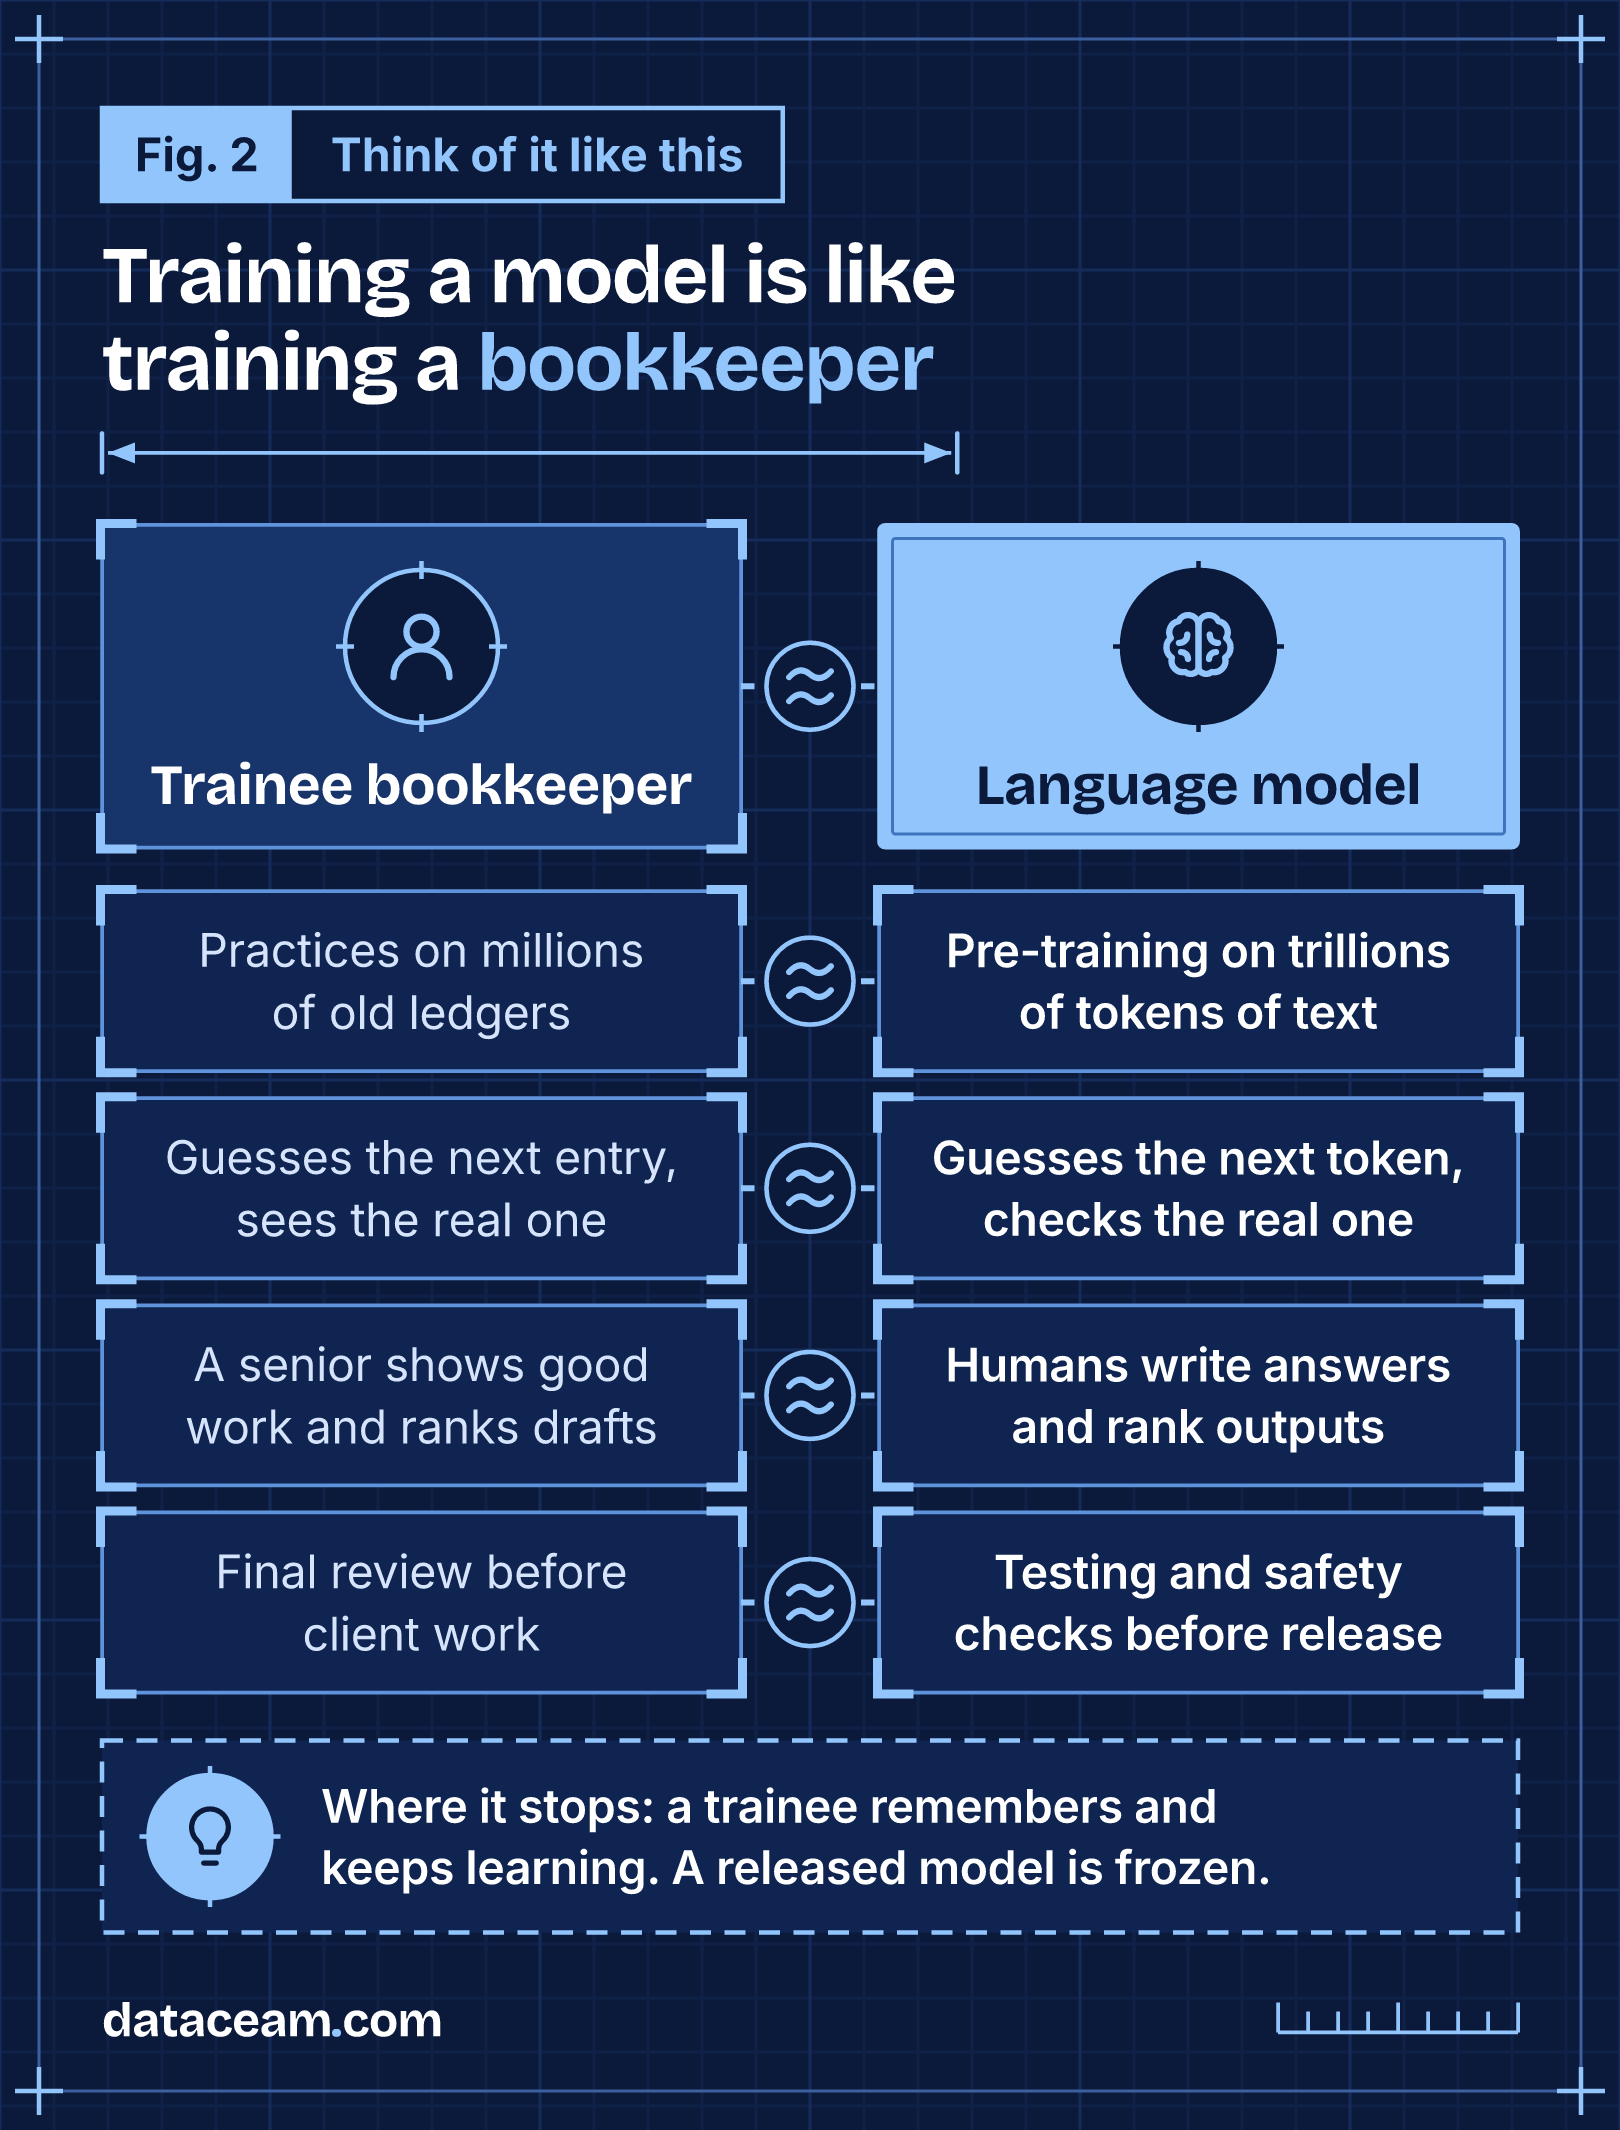 Fig. 2
Think of it like this
Training a model is like
training a bookkeeper
Trainee bookkeeper
Language model
Practices on millions
of old ledgers
Pre-training on trillions
of tokens of text
Guesses the next entry,
sees the real one
Guesses the next token,
checks the real one
A senior shows good
work and ranks drafts
Humans write answers
and rank outputs
Final review before
client work
Testing and safety
checks before release
Where it stops: a trainee remembers and
keeps learning. A released model is frozen.
dataceam.com